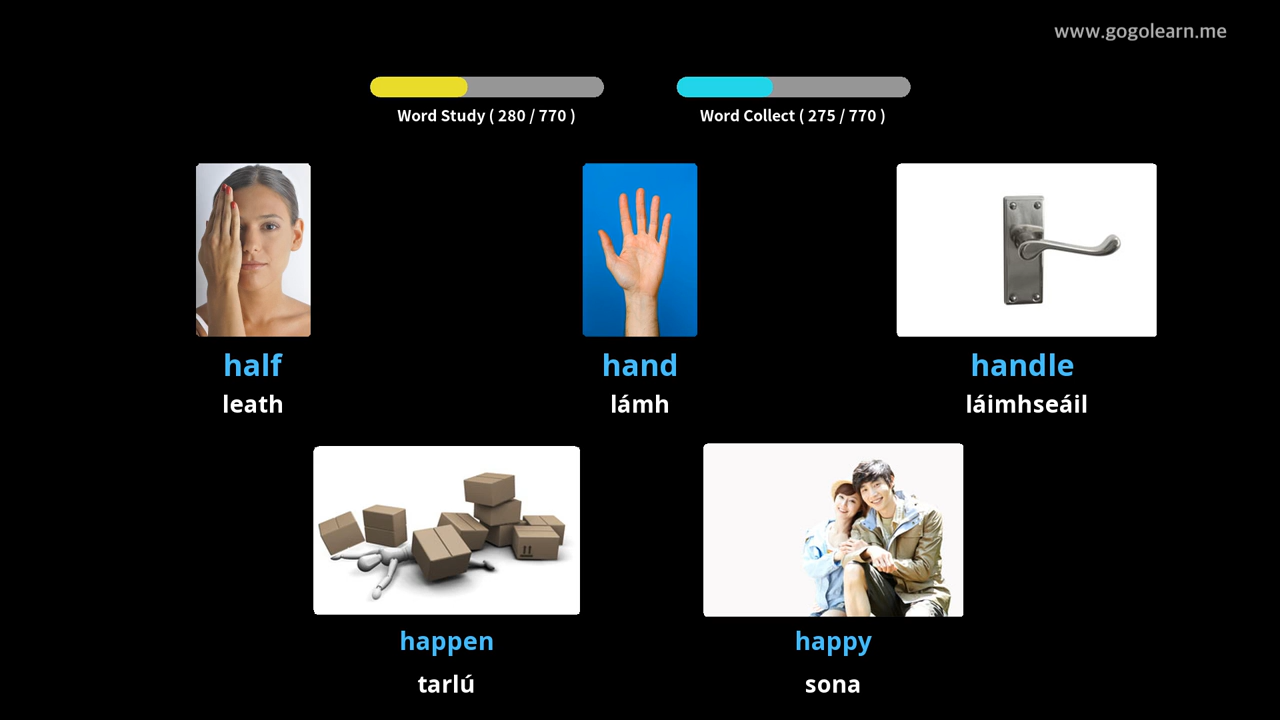 www.gogolearn.me
Word Study ( 280 / 770 )
Word Collect ( 275 / 770 )
half
leath
hand
lámh
handle
láimhseáil
happen
tarlú
happy
sona